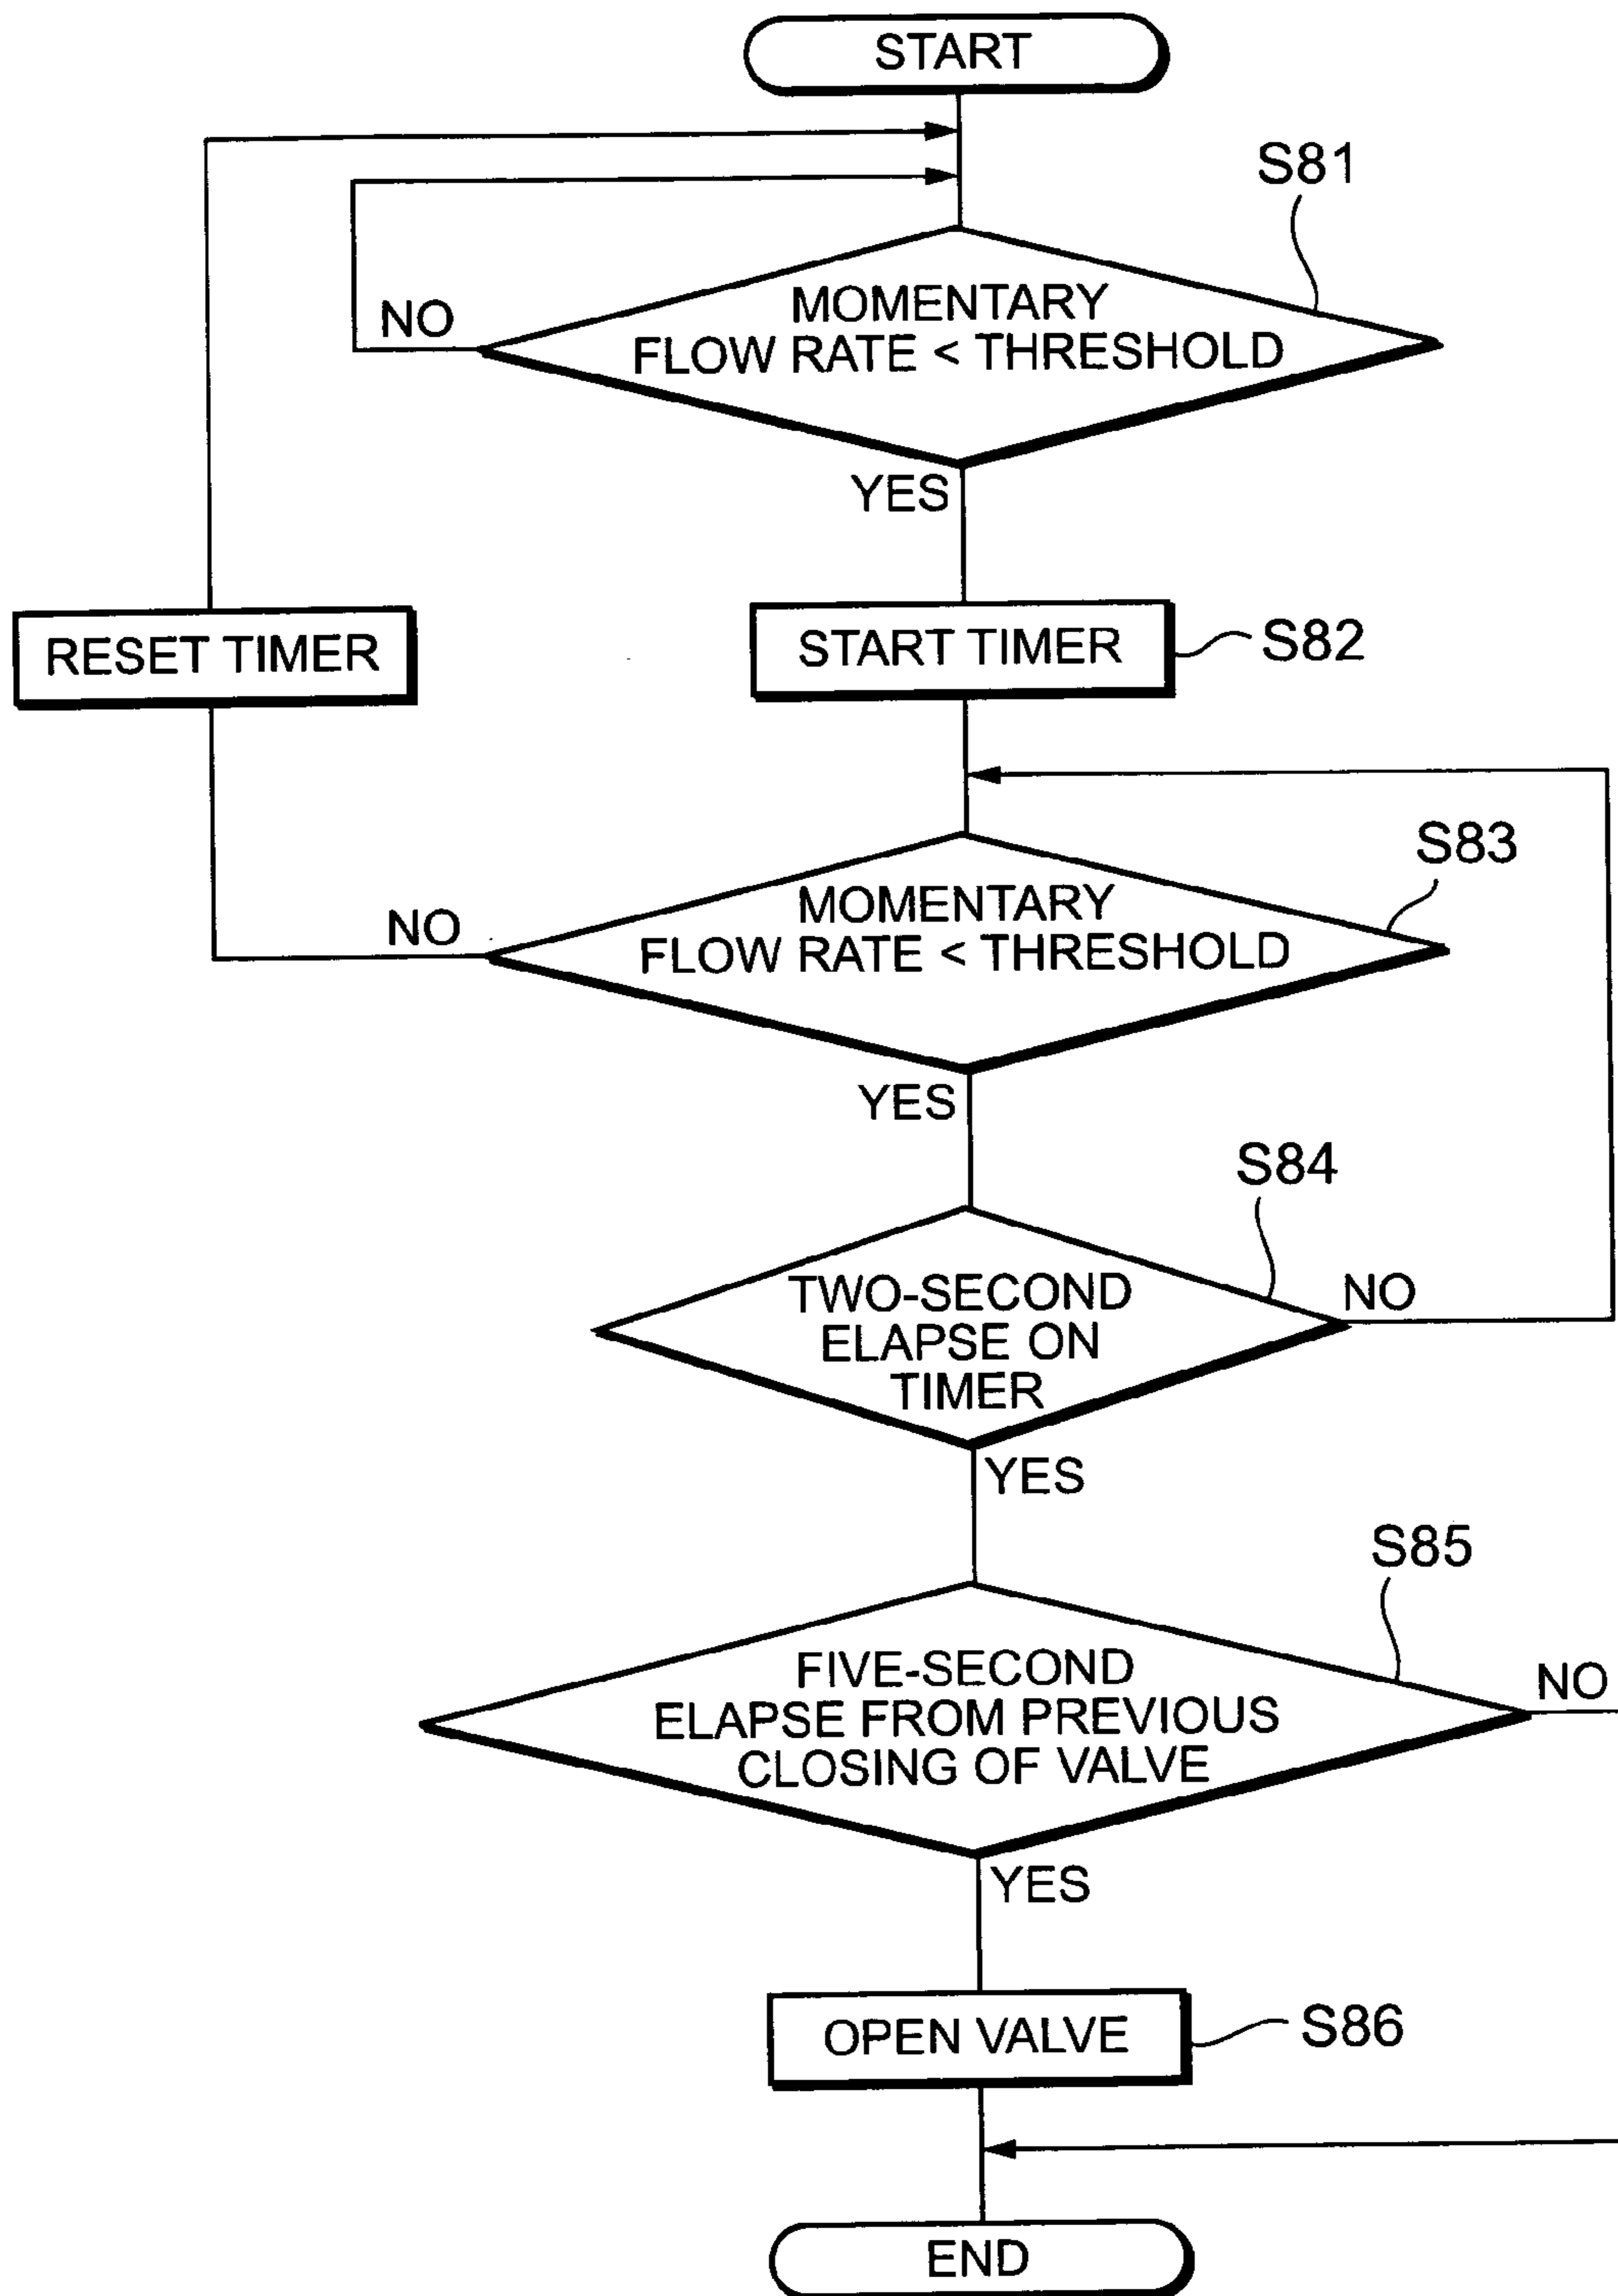 START
S81
MOMENTARY
FLOW RATE < THRESHOLD
NO
YES
RESET TIMER
START TIMER
S82
S83
MOMENTARY
FLOW RATE < THRESHOLD
NO
YES
S84
TWO-SECOND
ELAPSE ON
TIMER
NO
YES
S85
FIVE-SECOND
ELAPSE FROM PREVIOUS
CLOSING OF VALVE
NO
YES
OPEN VALVE
S86
END